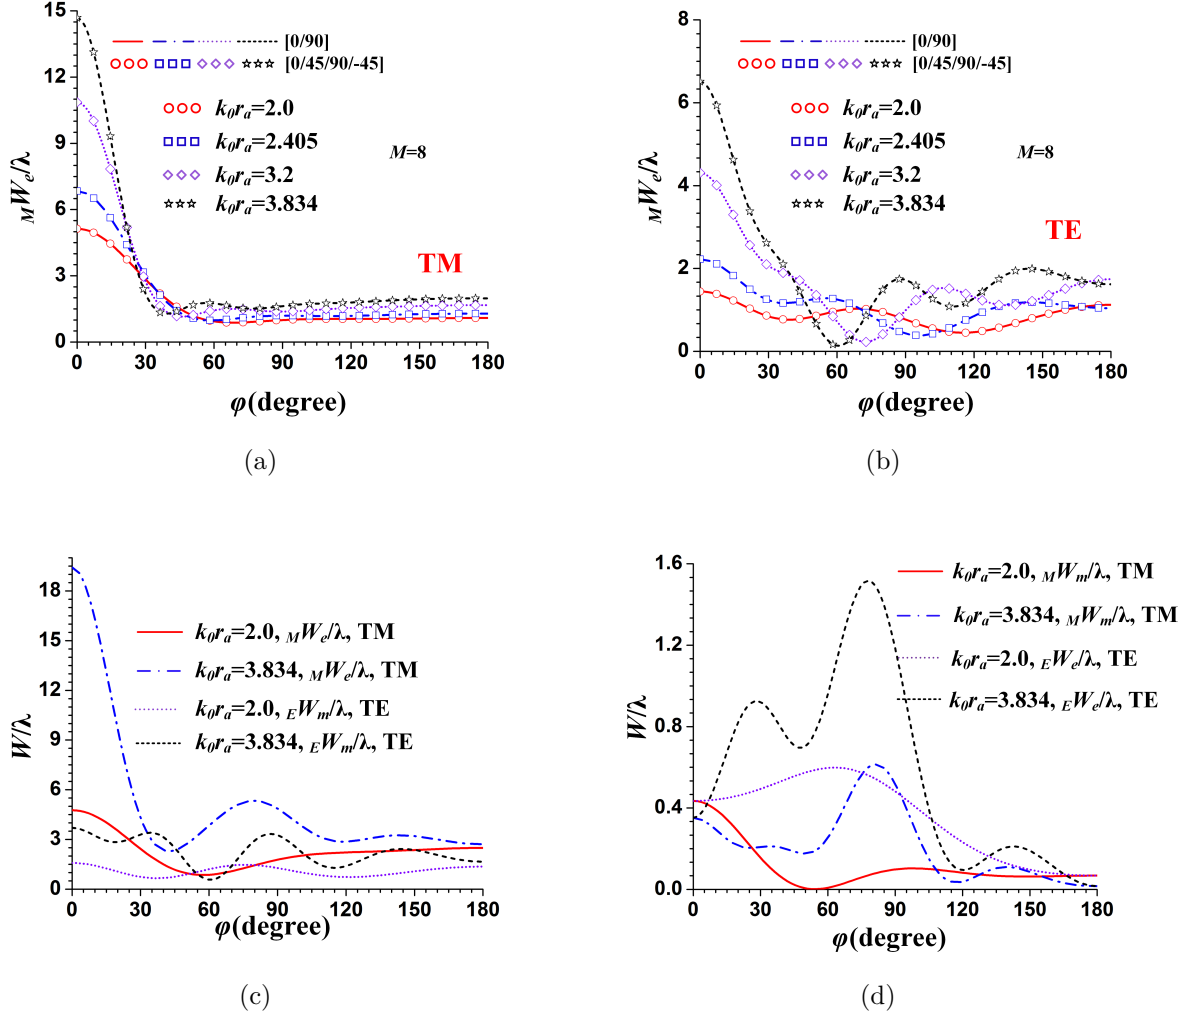 15
12
9
6
3
0
MWe/λ
[0/90]
[0/45/90/-45]
k0ra=2.0
k0ra=2.405
k0ra=3.2
k0ra=3.834
M=8
TM
0 30 60 90 120 150 180
φ(degree)
(a)
8
6
4
2
0
MWe/λ
[0/90]
[0/45/90/-45]
k0ra=2.0
k0ra=2.405
k0ra=3.2
k0ra=3.834
M=8
TE
0 30 60 90 120 150 180
φ(degree)
(b)
18
15
12
9
6
3
0
W/λ
k0ra=2.0, MWe/λ, TM
k0ra=3.834, MWe/λ, TM
k0ra=2.0, EWm/λ, TE
k0ra=3.834, EWm/λ, TE
0 30 60 90 120 150 180
φ(degree)
(c)
1.6
1.2
0.8
0.4
0.0
W/λ
k0ra=2.0, MWm/λ, TM
k0ra=3.834, MWm/λ, TM
k0ra=2.0, EWe/λ, TE
k0ra=3.834, EWe/λ, TE
0 30 60 90 120 150 180
φ(degree)
(d)